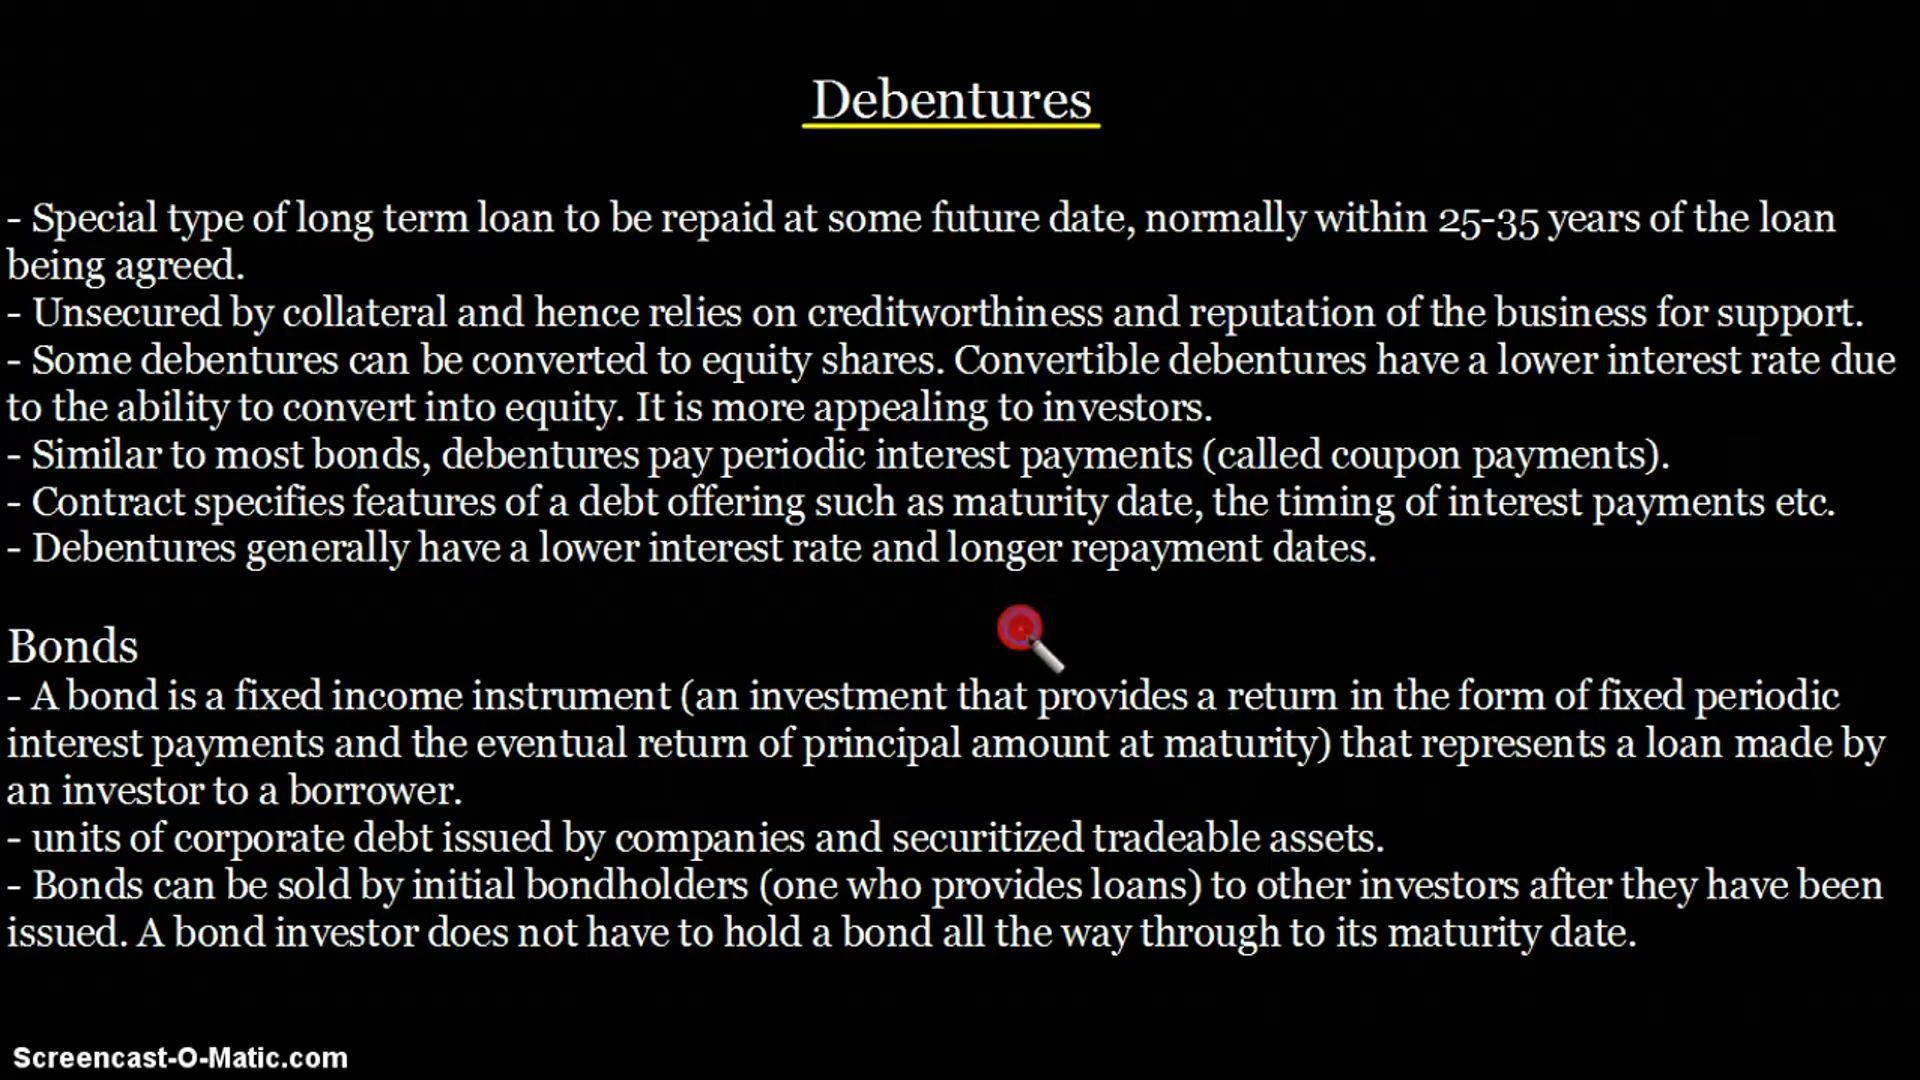 Debentures
- Special type of long term loan to be repaid at some future date, normally within 25-35 years of the loan
being agreed.
- Unsecured by collateral and hence relies on creditworthiness and reputation of the business for support.
- Some debentures can be converted to equity shares. Convertible debentures have a lower interest rate due
to the ability to convert into equity. It is more appealing to investors.
- Similar to most bonds, debentures pay periodic interest payments (called coupon payments).
- Contract specifies features of a debt offering such as maturity date, the timing of interest payments etc.
- Debentures generally have a lower interest rate and longer repayment dates.
Bonds
- A bond is a fixed income instrument (an investment that provides a return in the form of fixed periodic
interest payments and the eventual return of principal amount at maturity) that represents a loan made by
an investor to a borrower.
- units of corporate debt issued by companies and securitized tradeable assets.
- Bonds can be sold by initial bondholders (one who provides loans) to other investors after they have been
issued. A bond investor does not have to hold a bond all the way through to its maturity date.
Screencast-O-Matic.com